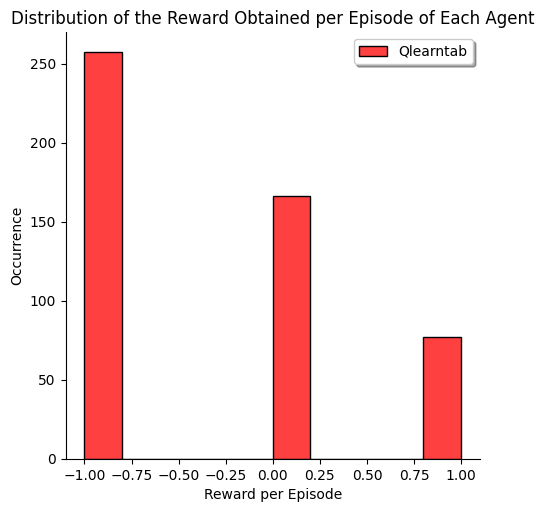 Distribution of the Reward Obtained per Episode of Each Agent
Qlearntab
250
200
150
100
50
0
Occurrence
−1.00 −0.75 −0.50 −0.25 0.00 0.25 0.50 0.75 1.00
Reward per Episode